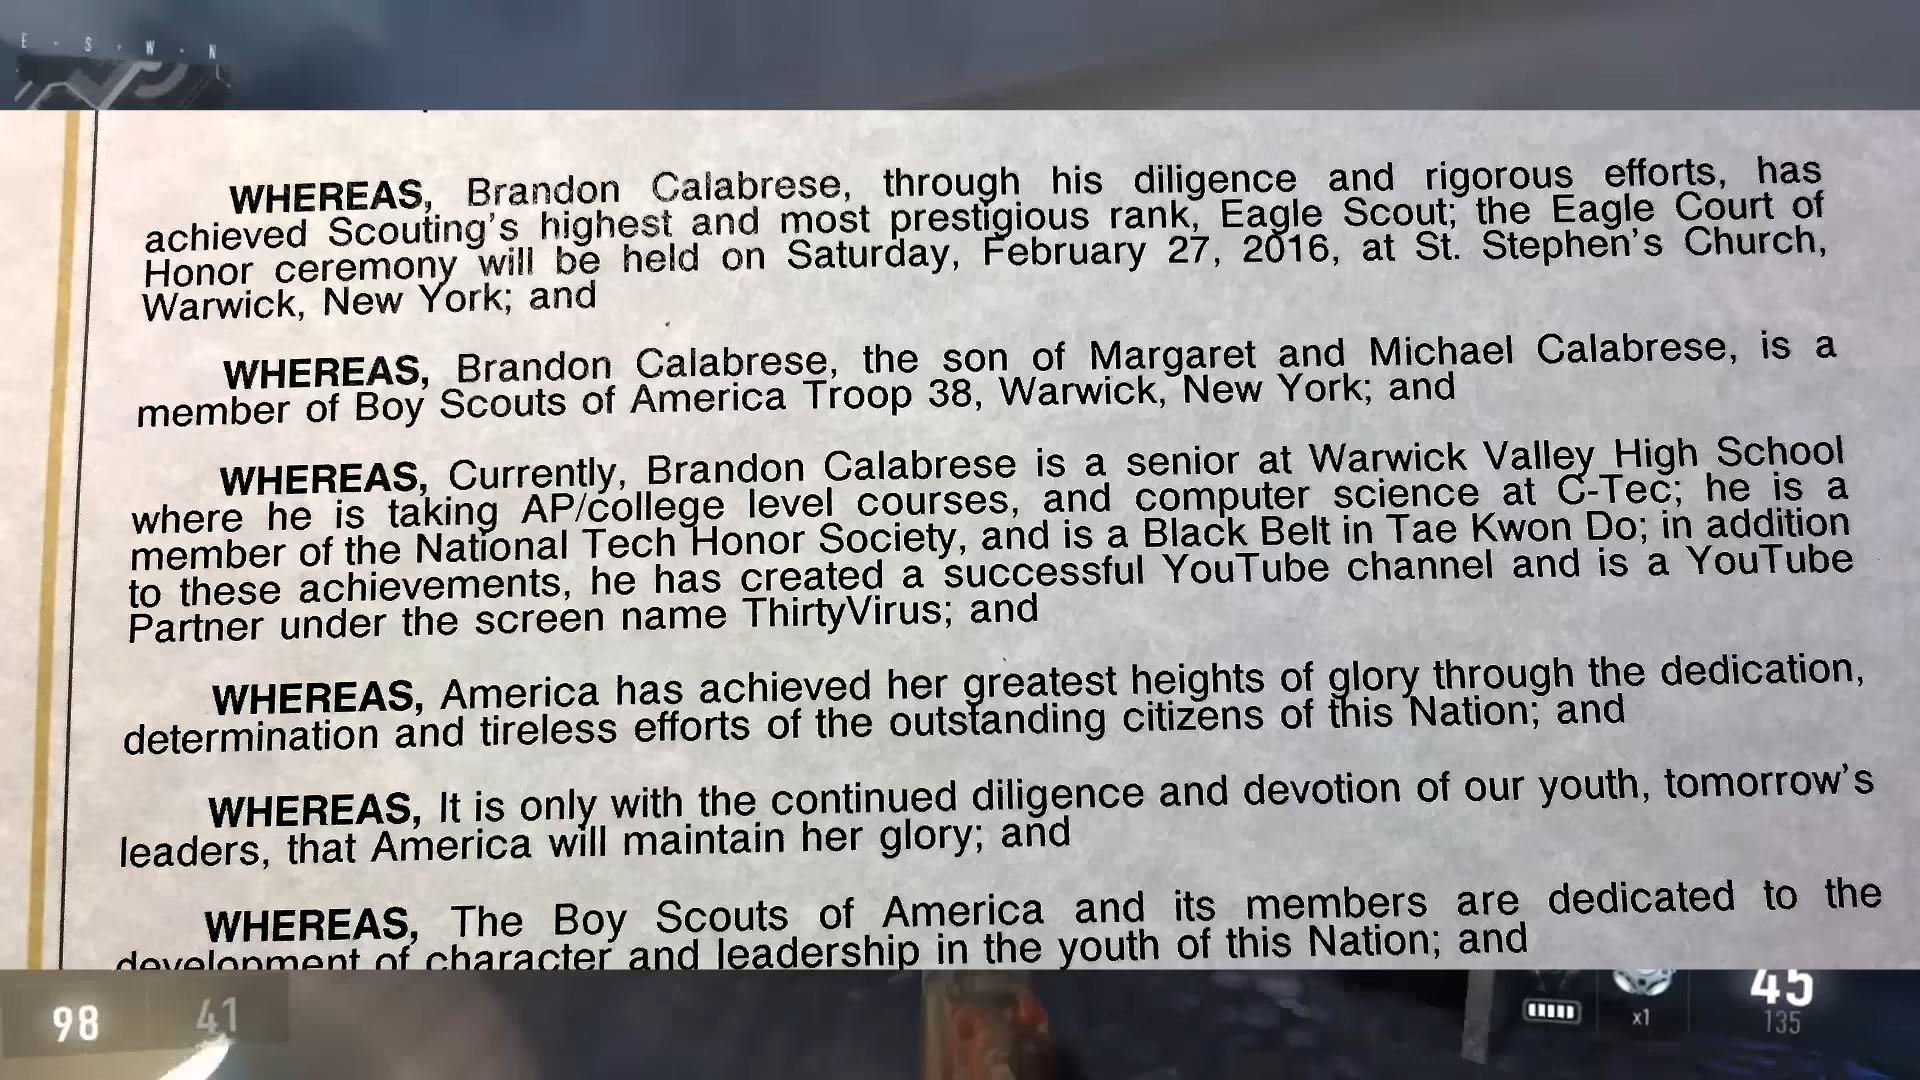 E · S · W · N
WHEREAS, Brandon Calabrese, through his diligence and rigorous efforts, has
achieved Scouting's highest and most prestigious rank, Eagle Scout; the Eagle Court of
Honor ceremony will be held on Saturday, February 27, 2016, at St. Stephen's Church,
Warwick, New York; and
WHEREAS, Brandon Calabrese, the son of Margaret and Michael Calabrese, is a
member of Boy Scouts of America Troop 38, Warwick, New York; and
WHEREAS, Currently, Brandon Calabrese is a senior at Warwick Valley High School
where he is taking AP/college level courses, and computer science at C-Tec; he is a
member of the National Tech Honor Society, and is a Black Belt in Tae Kwon Do; in addition
to these achievements, he has created a successful YouTube channel and is a YouTube
Partner under the screen name ThirtyVirus; and
WHEREAS, America has achieved her greatest heights of glory through the dedication,
determination and tireless efforts of the outstanding citizens of this Nation; and
WHEREAS, It is only with the continued diligence and devotion of our youth, tomorrow's
leaders, that America will maintain her glory; and
WHEREAS, The Boy Scouts of America and its members are dedicated to the
development of character and leadership in the youth of this Nation; and
98 41
x1
45
135